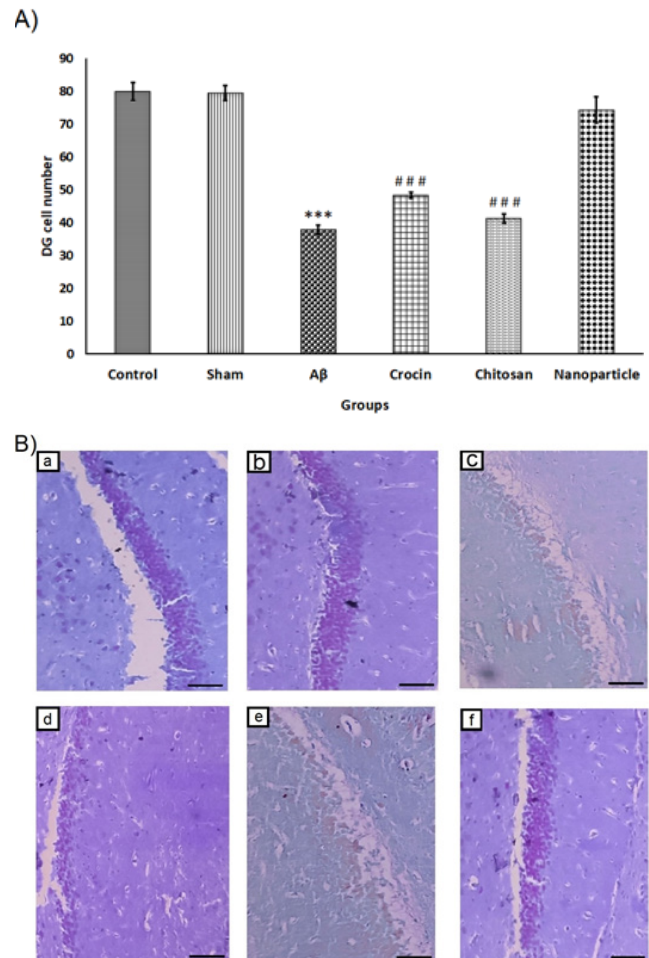 A)
90
80
70
60
50
40
30
20
10
0
DG cell number
***
# # #
# # #
Control Sham Aβ Crocin Chitosan Nanoparticle
Groups
B)
a b c
d e f